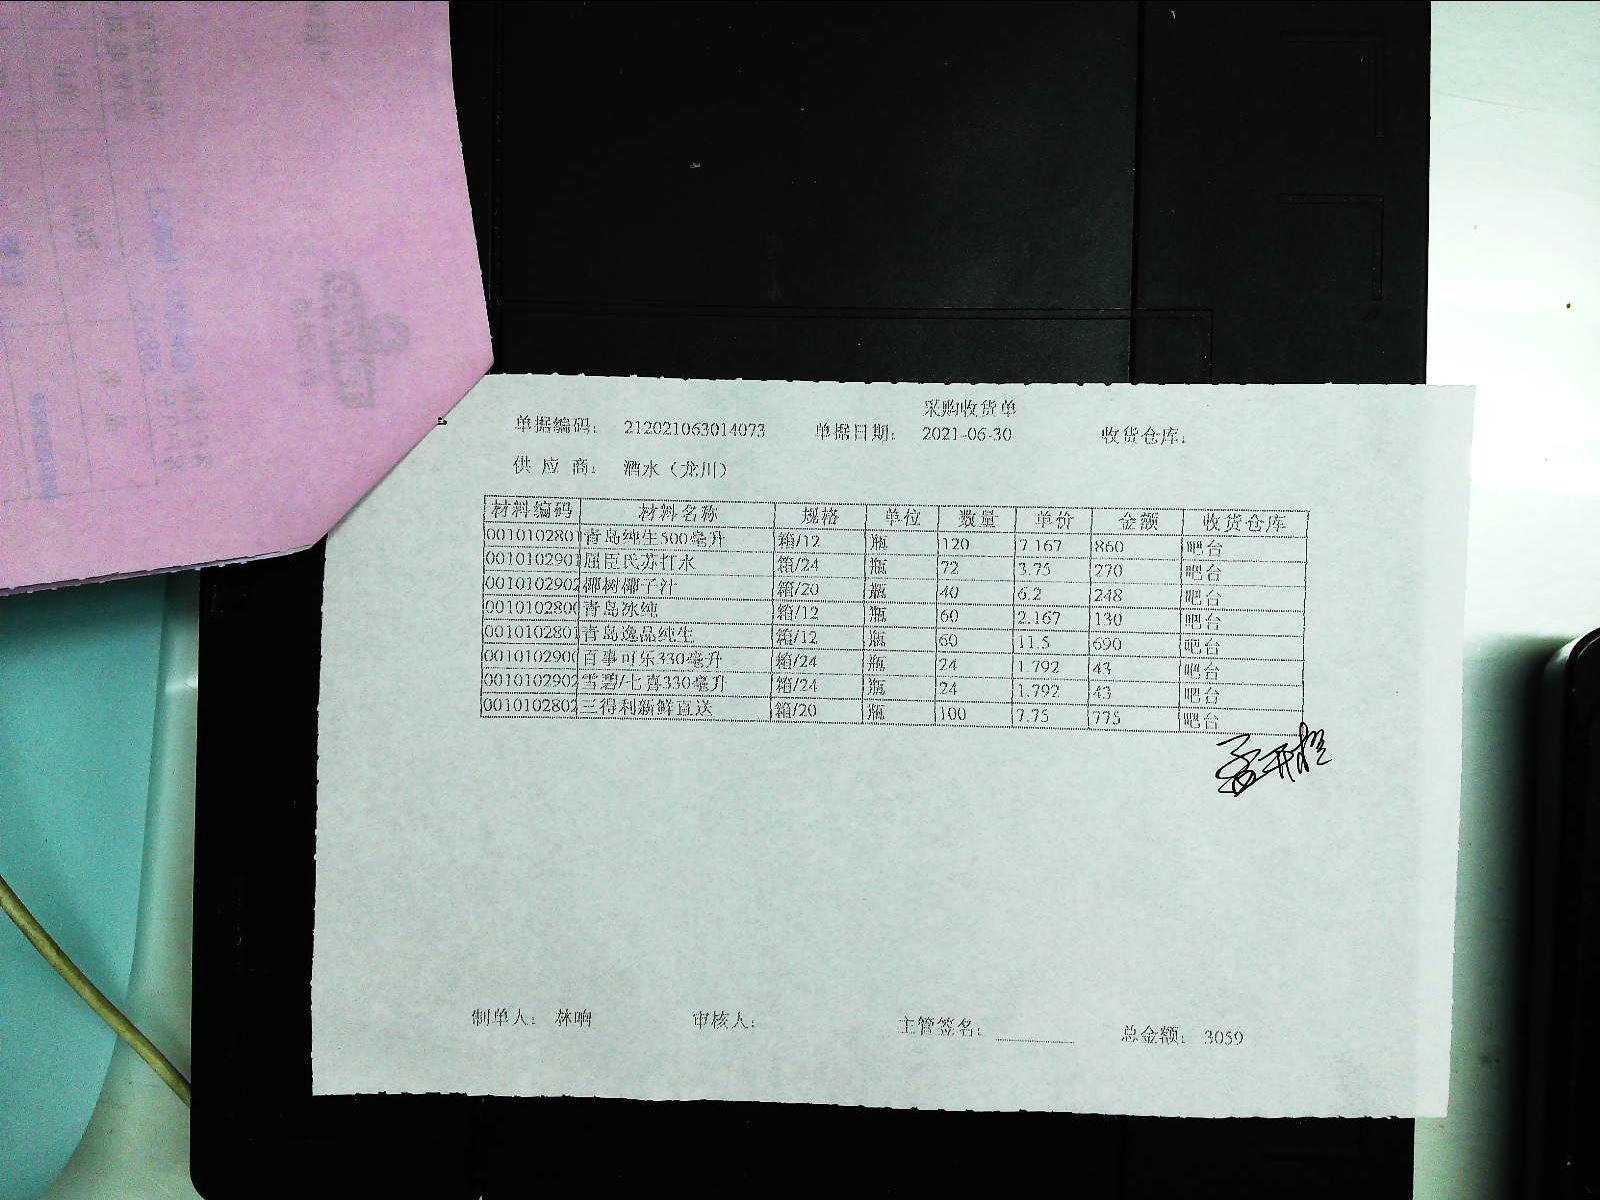 采购收货单
单据编码: 212021063014073 单据日期: 2021-06-30 收货仓库:
供 应 商: 酒水（龙川）
材料编码 材料名称 规格 单位 数量 单价 金额 收货仓库
0010102801 青岛纯生500毫升 箱/12 瓶 120 7.167 860 吧台
0010102901 屈臣氏苏打水 箱/24 瓶 72 3.75 270 吧台
0010102902 椰树椰子汁 箱/20 瓶 40 6.2 248 吧台
0010102800 青岛冰纯 箱/12 瓶 60 2.167 130 吧台
0010102801 青岛逸品纯生 箱/12 瓶 60 11.5 690 吧台
0010102900 百事可乐330毫升 箱/24 瓶 24 1.792 43 吧台
0010102902 雪碧/七喜330毫升 箱/24 瓶 24 1.792 43 吧台
0010102802 三得利新鲜直送 箱/20 瓶 100 7.75 775 吧台
制单人: 林响 审核人: 主管签名: 总金额: 3059